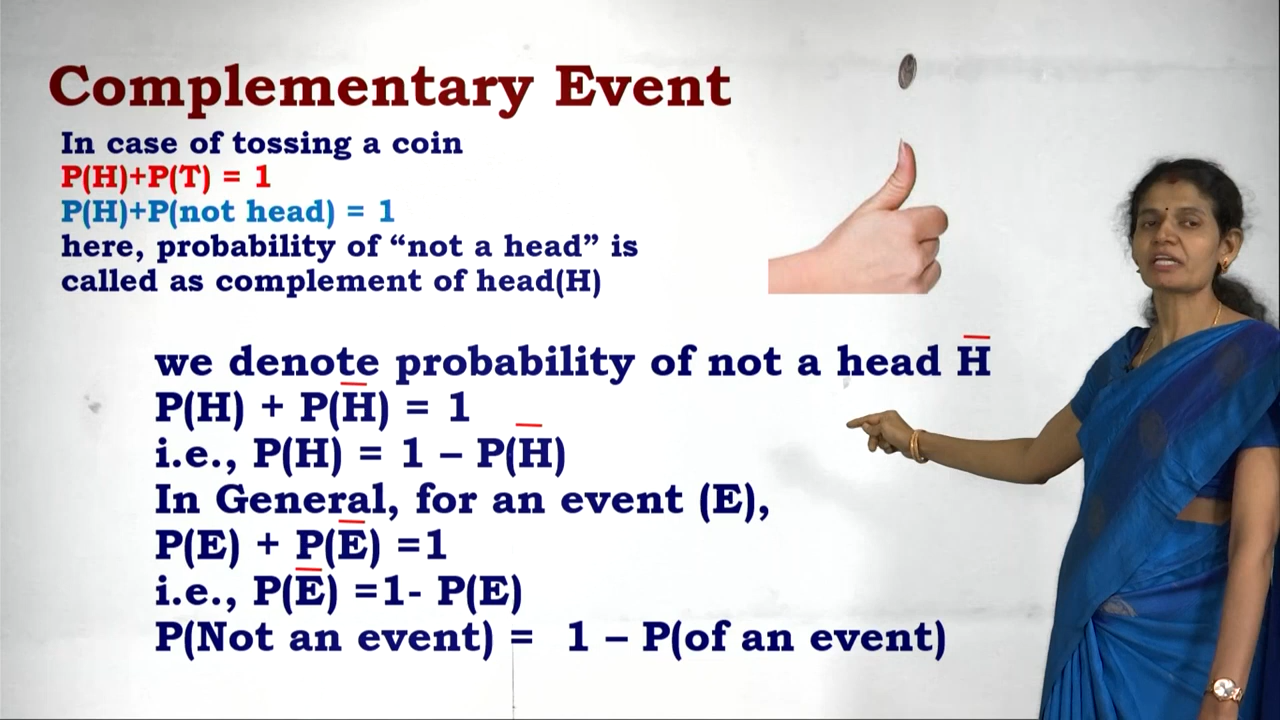 Complementary Event
In case of tossing a coin
P(H)+P(T) = 1
P(H)+P(not head) = 1
here, probability of “not a head” is
called as complement of head(H)
we denote probability of not a head H̅
P(H) + P(H̅) = 1
i.e., P(H) = 1 – P(H̅)
In General, for an event (E),
P(E) + P(E̅) =1
i.e., P(E̅) =1- P(E)
P(Not an event) = 1 – P(of an event)